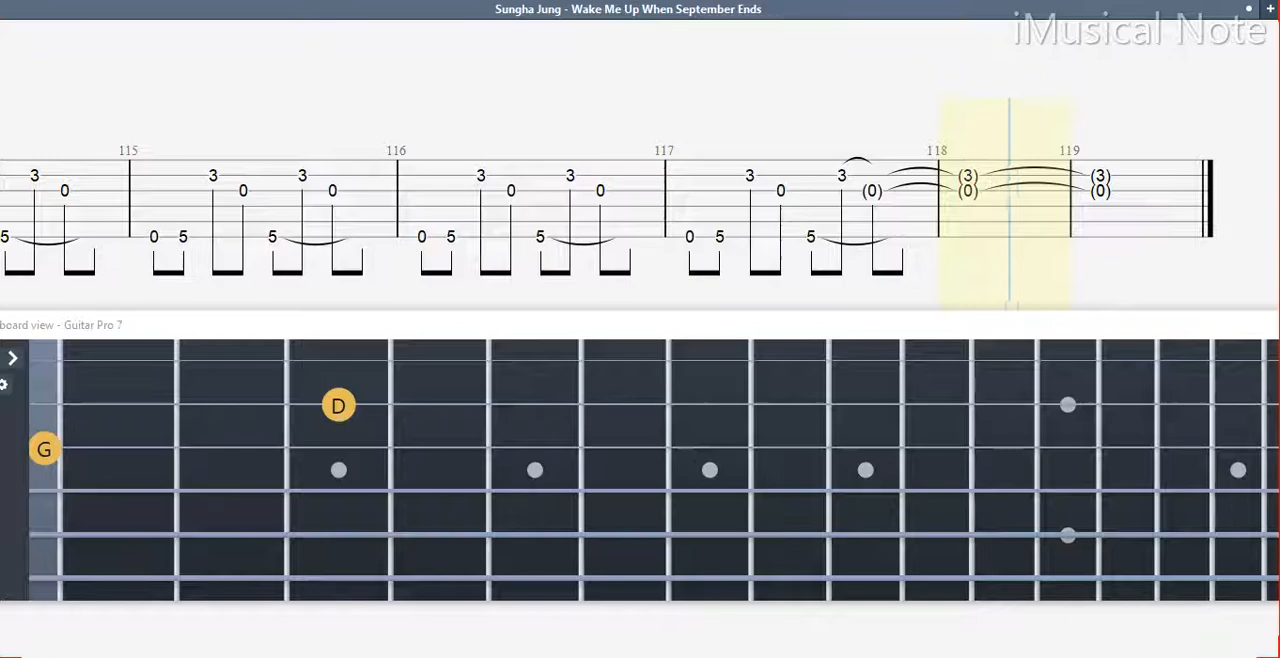 Sungha Jung - Wake Me Up When September Ends
+
iMusical Note
115 116 117 118 119
3 3 3 3 3 3 3 (3) (3)
0 0 0 0 0 0 (0) (0) (0)
5 0 5 5 0 5 5 0 5 5
board view - Guitar Pro 7
D
G